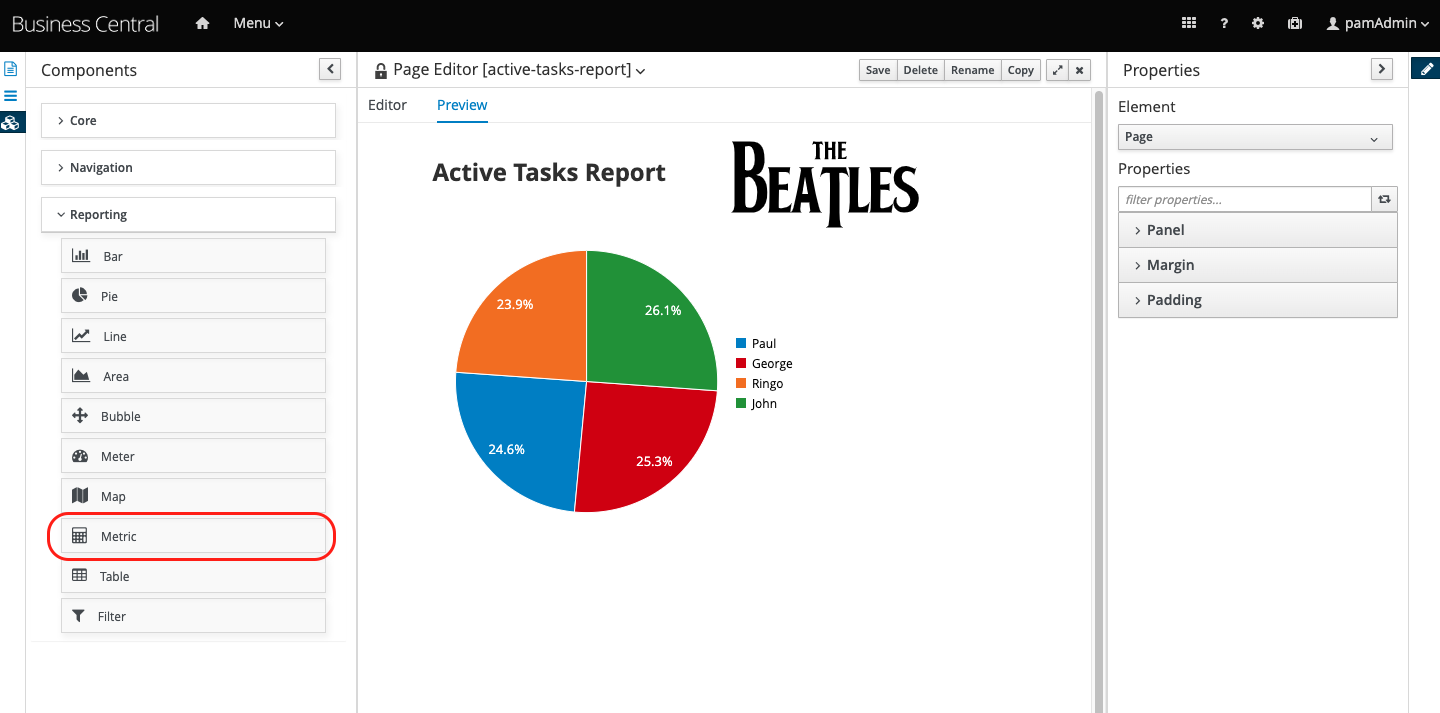 Business Central
Menu
?
pamAdmin
Components
Core
Navigation
Reporting
Bar
Pie
Line
Area
Bubble
Meter
Map
Metric
Table
Filter
Page Editor [active-tasks-report]
Save Delete Rename Copy
Editor Preview
Active Tasks Report
THE
BEATLES
23.9%
26.1%
24.6%
25.3%
Paul
George
Ringo
John
Properties
Element
Page
Properties
filter properties...
Panel
Margin
Padding